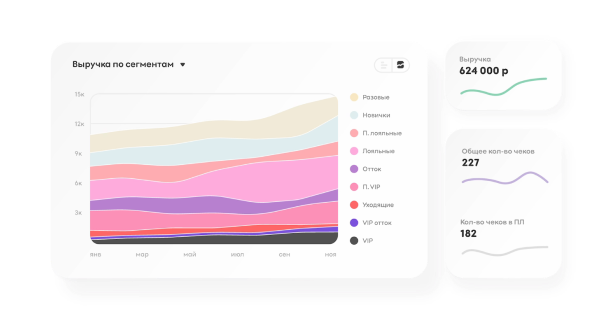 Выручка по сегментам
15к
12к
9к
6к
3к
янв
мар
май
июл
сен
ноя
Разовые
Новички
П. лояльные
Лояльные
Отток
П. VIP
Уходящие
VIP отток
VIP
Выручка
624 000 р
Общее кол-во чеков
227
Кол-во чеков в ПЛ
182